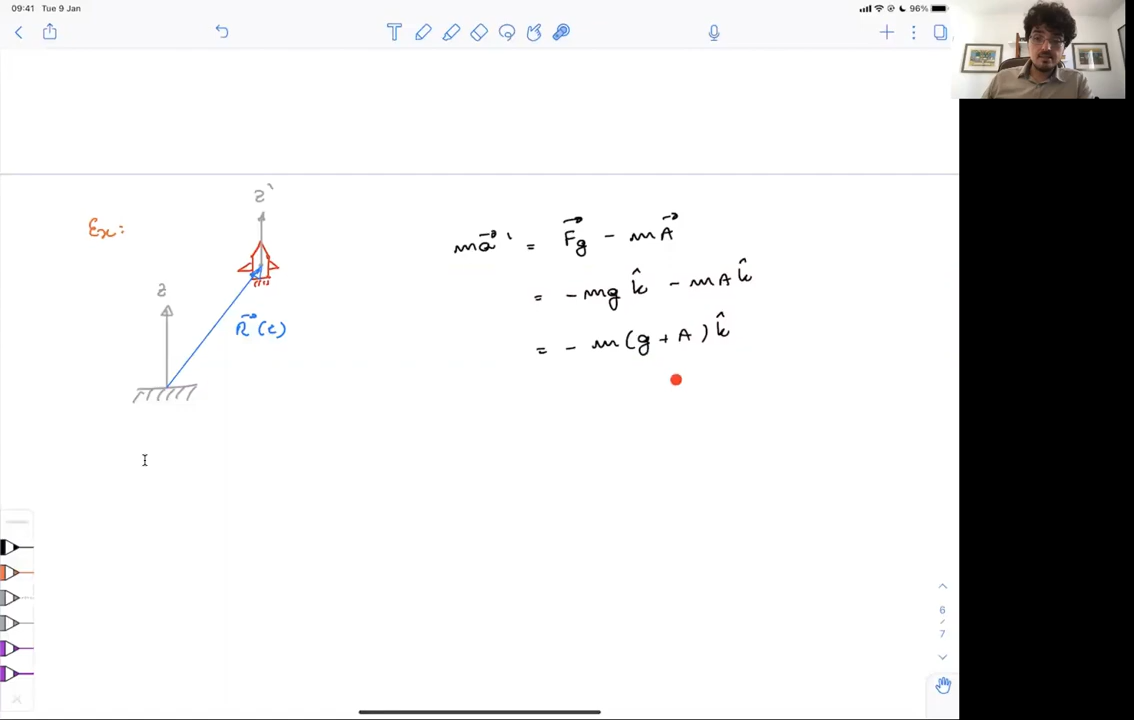 09:41 Tue 9 Jan
96%
T
Ex:
z'
z
R⃗(t)
ma⃗' = F⃗g - mA⃗
= -mg k̂ - mA k̂
= - m(g + A) k̂
6
/
7